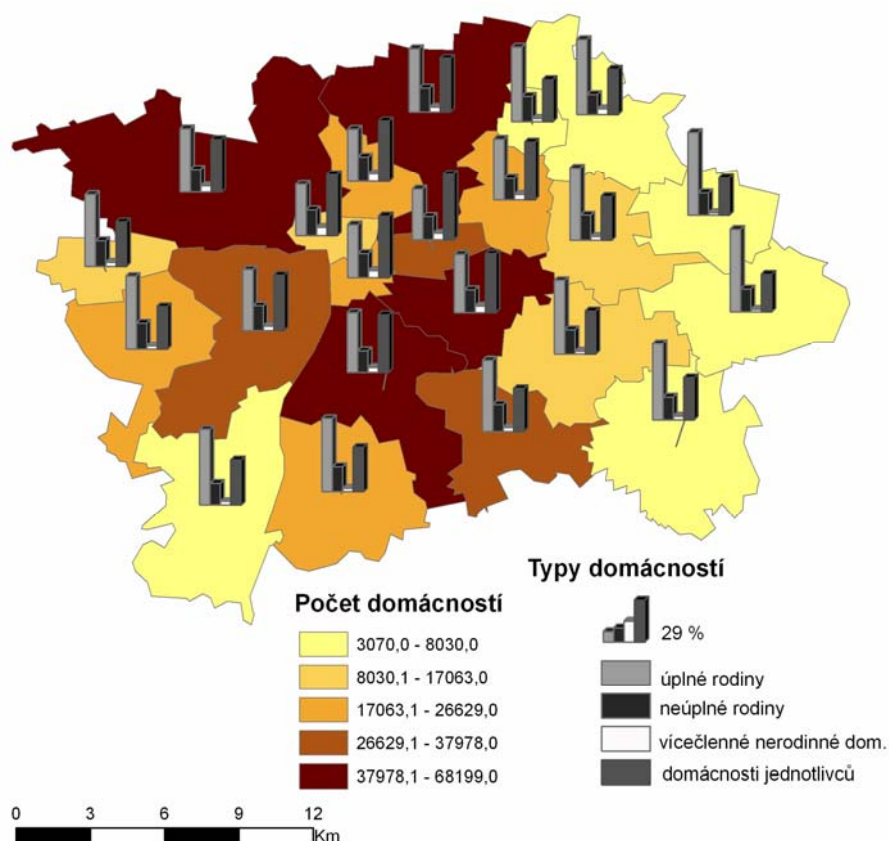 Typy domácností
29 %
úplné rodiny
neúplné rodiny
vícečlenné nerodinné dom.
domácnosti jednotlivců
Počet domácností
3070,0 - 8030,0
8030,1 - 17063,0
17063,1 - 26629,0
26629,1 - 37978,0
37978,1 - 68199,0
0 3 6 9 12
Km